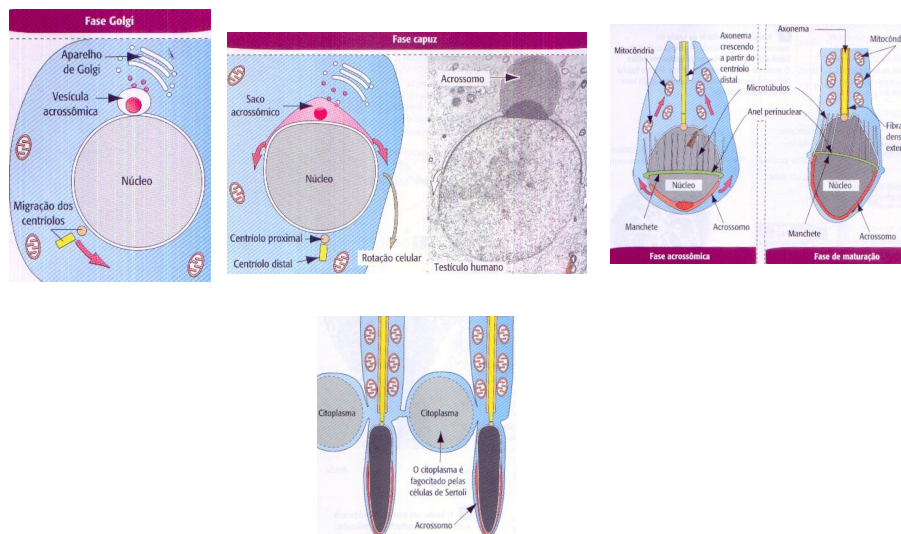 Fase Golgi
Aparelho
de Golgi
Vesícula
acrossômica
Núcleo
Migração dos
centríolos
Fase capuz
Saco
acrossômico
Núcleo
Centríolo proximal
Centríolo distal
Rotação celular
Acrossomo
Testículo humano
Mitocôndria
Axonema
crescendo
a partir do
centríolo
distal
Microtúbulos
Anel perinuclear
Núcleo
Manchete
Acrossomo
Fase acrossômica
Axonema
Mitocônd
Fibra
dens
exter
Núcleo
Manchete
Acrossomo
Fase de maturação
Citoplasma
Citoplasma
O citoplasma é
fagocitado pelas
células de Sertoli
Acrossomo